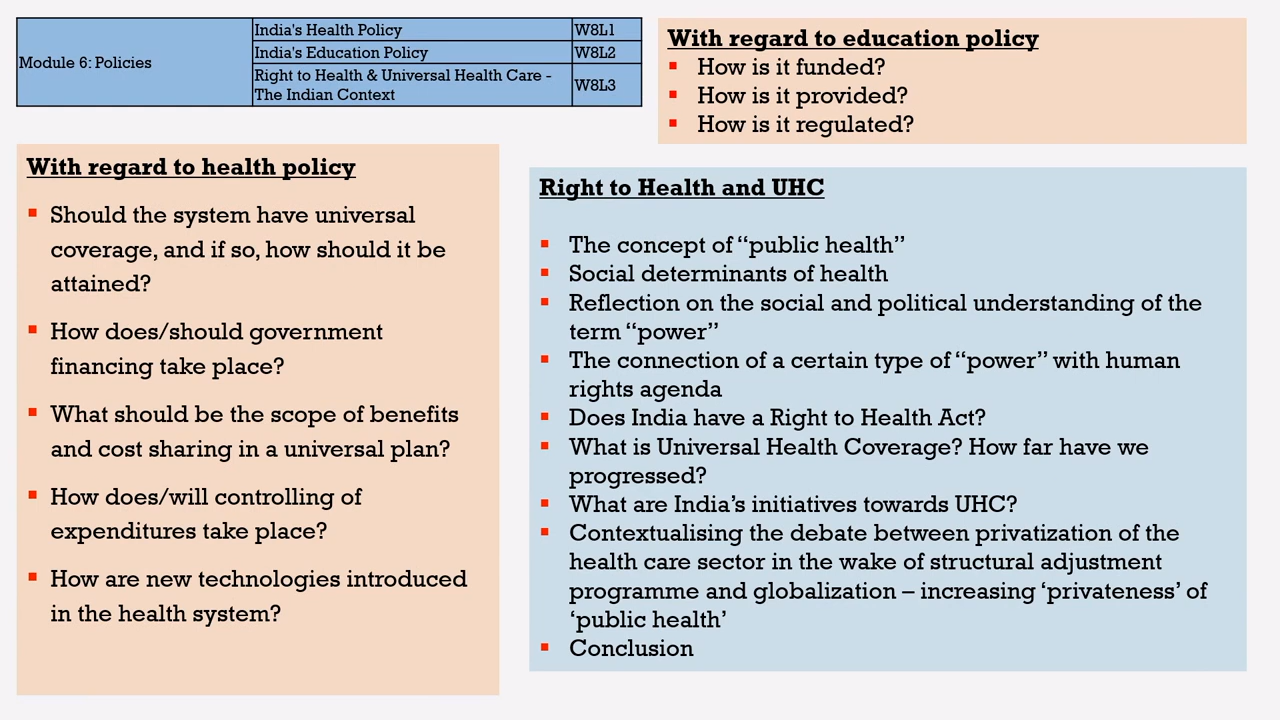 Module 6: Policies
India's Health Policy
W8L1
India's Education Policy
W8L2
Right to Health & Universal Health Care -
The Indian Context
W8L3
With regard to education policy
How is it funded?
How is it provided?
How is it regulated?
With regard to health policy
Should the system have universal
coverage, and if so, how should it be
attained?
How does/should government
financing take place?
What should be the scope of benefits
and cost sharing in a universal plan?
How does/will controlling of
expenditures take place?
How are new technologies introduced
in the health system?
Right to Health and UHC
The concept of “public health”
Social determinants of health
Reflection on the social and political understanding of the
term “power”
The connection of a certain type of “power” with human
rights agenda
Does India have a Right to Health Act?
What is Universal Health Coverage? How far have we
progressed?
What are India’s initiatives towards UHC?
Contextualising the debate between privatization of the
health care sector in the wake of structural adjustment
programme and globalization – increasing ‘privateness’ of
‘public health’
Conclusion